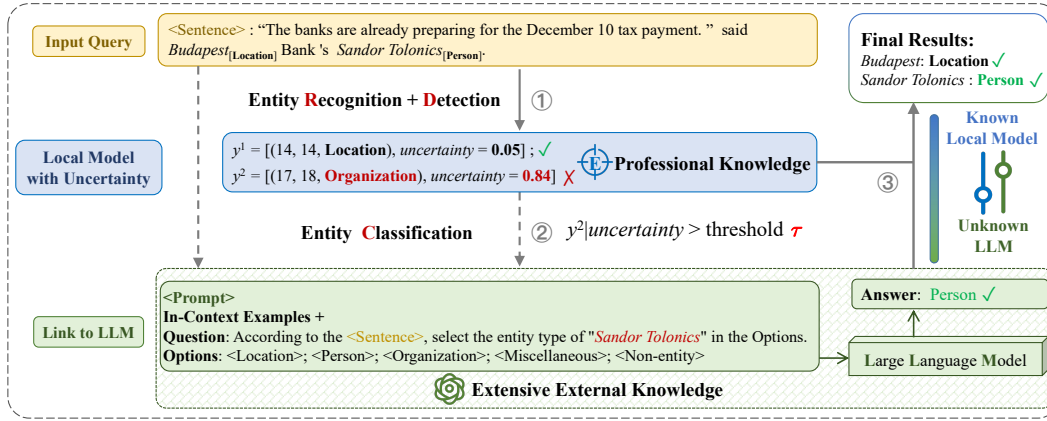 Input Query
<Sentence> : “The banks are already preparing for the December 10 tax payment. ” said
Budapest[Location] Bank 's Sandor Tolonics[Person].
Final Results:
Budapest: Location ✓
Sandor Tolonics : Person ✓
Entity Recognition + Detection
①
Local Model
with Uncertainty
y1 = [(14, 14, Location), uncertainty = 0.05] ; ✓
y2 = [(17, 18, Organization), uncertainty = 0.84] ✗
E
Professional Knowledge
Known
Local Model
③
Unknown
LLM
Entity Classification
②
y2|uncertainty > threshold τ
Link to LLM
<Prompt>
In-Context Examples +
Question: According to the <Sentence>, select the entity type of "Sandor Tolonics" in the Options.
Options: <Location>; <Person>; <Organization>; <Miscellaneous>; <Non-entity>
Answer: Person ✓
Large Language Model
Extensive External Knowledge